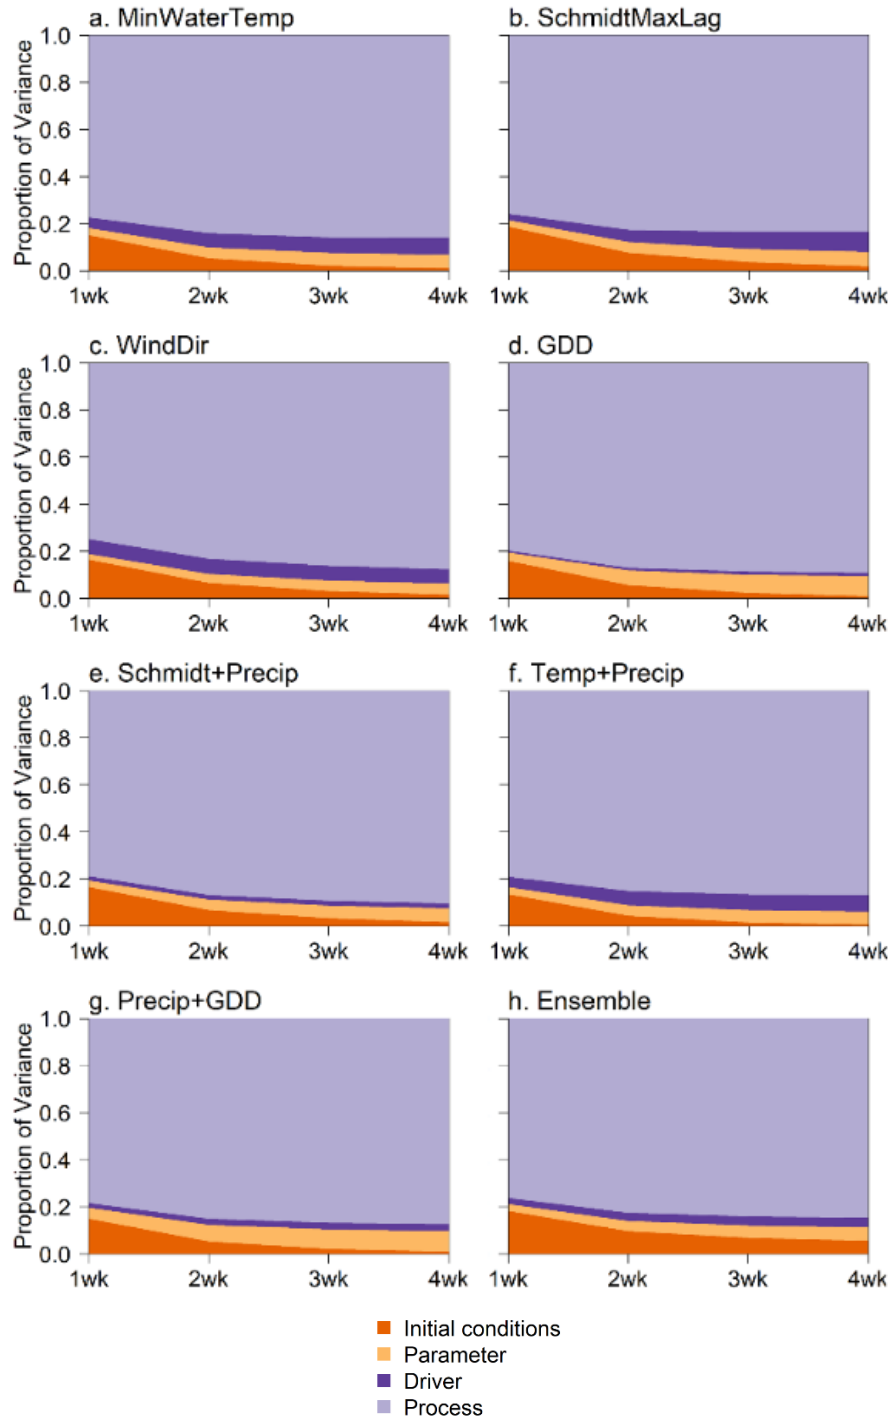 a. MinWaterTemp
b. SchmidtMaxLag
Proportion of Variance
1.0
0.8
0.6
0.4
0.2
0.0
1wk 2wk 3wk 4wk
1wk 2wk 3wk 4wk
c. WindDir
d. GDD
Proportion of Variance
1.0
0.8
0.6
0.4
0.2
0.0
1wk 2wk 3wk 4wk
1wk 2wk 3wk 4wk
e. Schmidt+Precip
f. Temp+Precip
Proportion of Variance
1.0
0.8
0.6
0.4
0.2
0.0
1wk 2wk 3wk 4wk
1wk 2wk 3wk 4wk
g. Precip+GDD
h. Ensemble
Proportion of Variance
1.0
0.8
0.6
0.4
0.2
0.0
1wk 2wk 3wk 4wk
1wk 2wk 3wk 4wk
Initial conditions
Parameter
Driver
Process